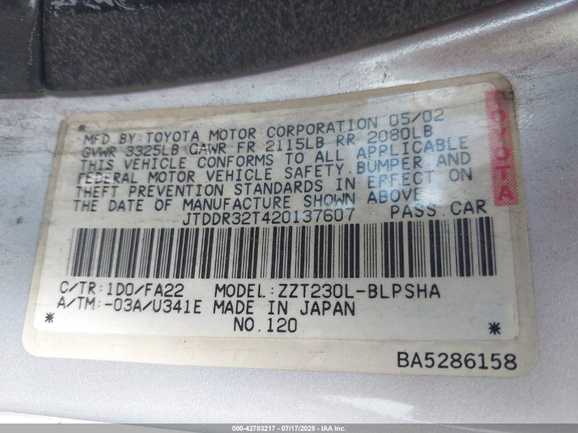 MFD BY:TOYOTA MOTOR CORPORATION 05/02
GVWR 3325LB GAWR FR 2115LB RR 2080LB
THIS VEHICLE CONFORMS TO ALL APPLICABLE
FEDERAL MOTOR VEHICLE SAFETY,BUMPER AND
THEFT PREVENTION STANDARDS IN EFFECT ON
THE DATE OF MANUFACTURE SHOWN ABOVE.
JTDDR32T420137607 PASS.CAR
TOYOTA
C/TR:1D0/FA22 MODEL:ZZT230L-BLPSHA
A/TM:-03A/U341E MADE IN JAPAN
NO.120
BA5286158
000-42783217 - 07/17/2025 - IAA Inc.